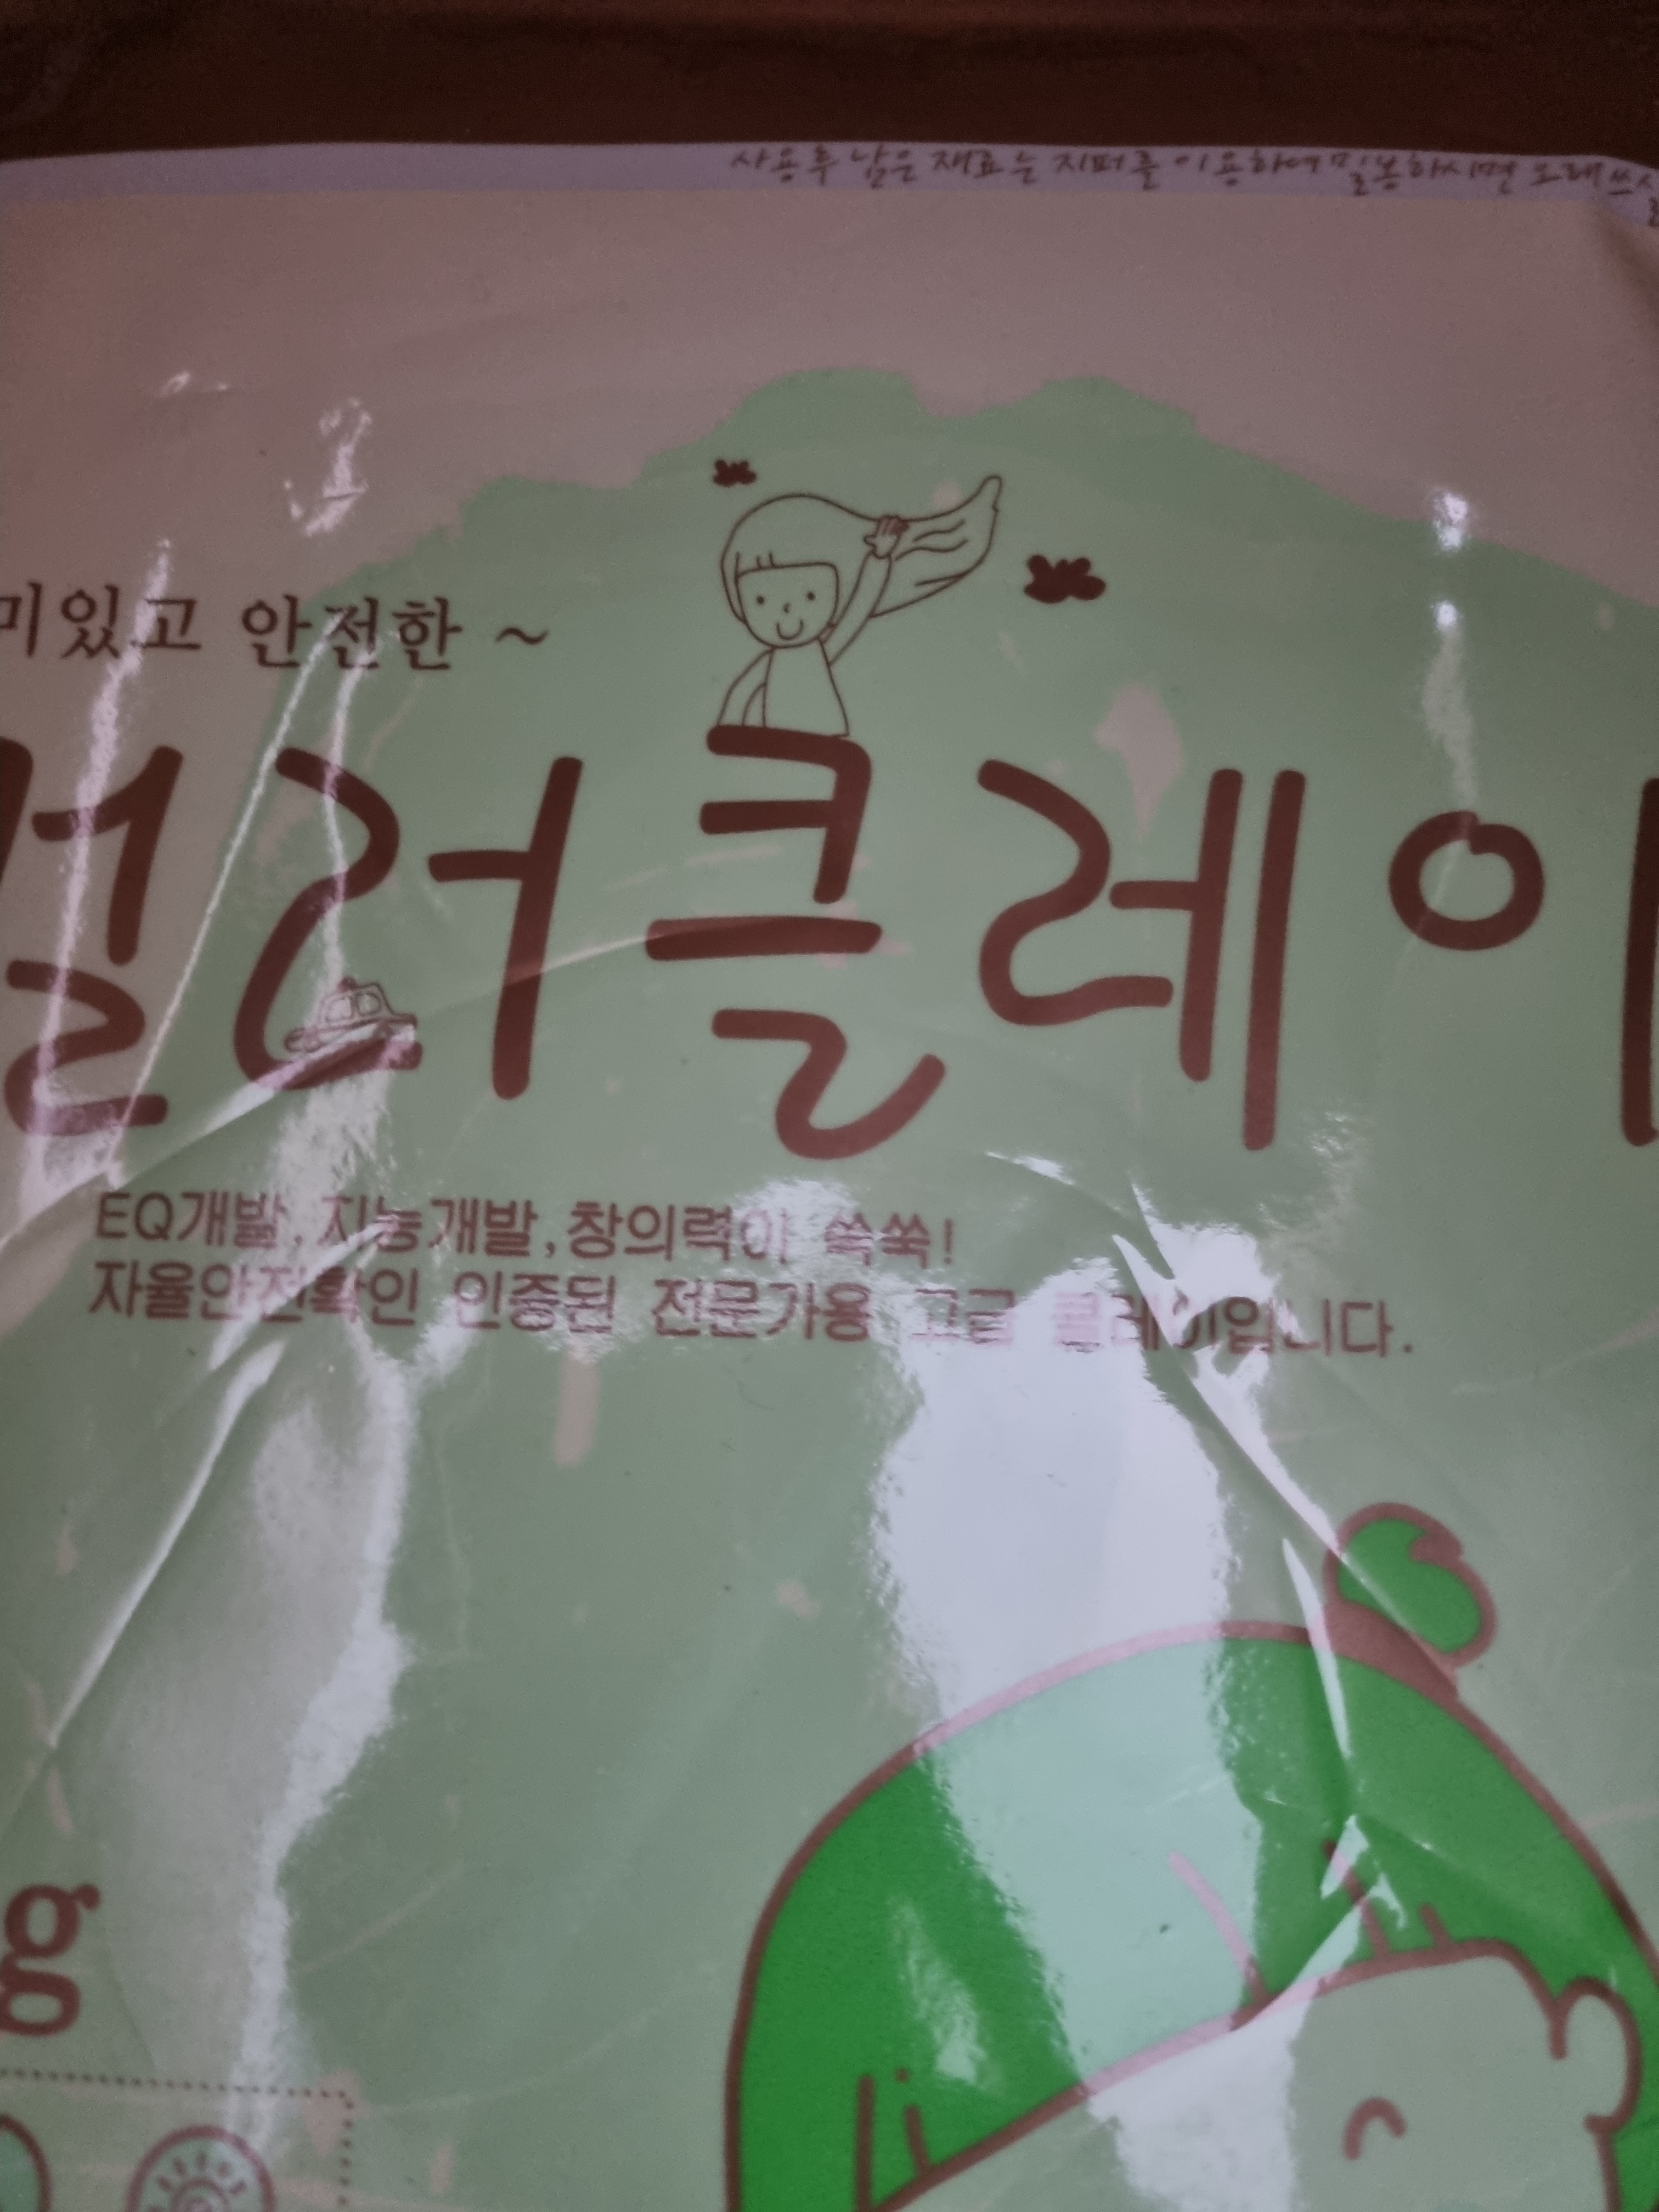 사용후 남은 재료는 지퍼를 이용하여 밀봉하시면 오래 쓰시
미있고 안전한 ~
컬러클레이
EQ개발, 지능개발, 창의력이 쑥쑥!
자율안전확인 인증된 전문가용 고급 클레이입니다.
g